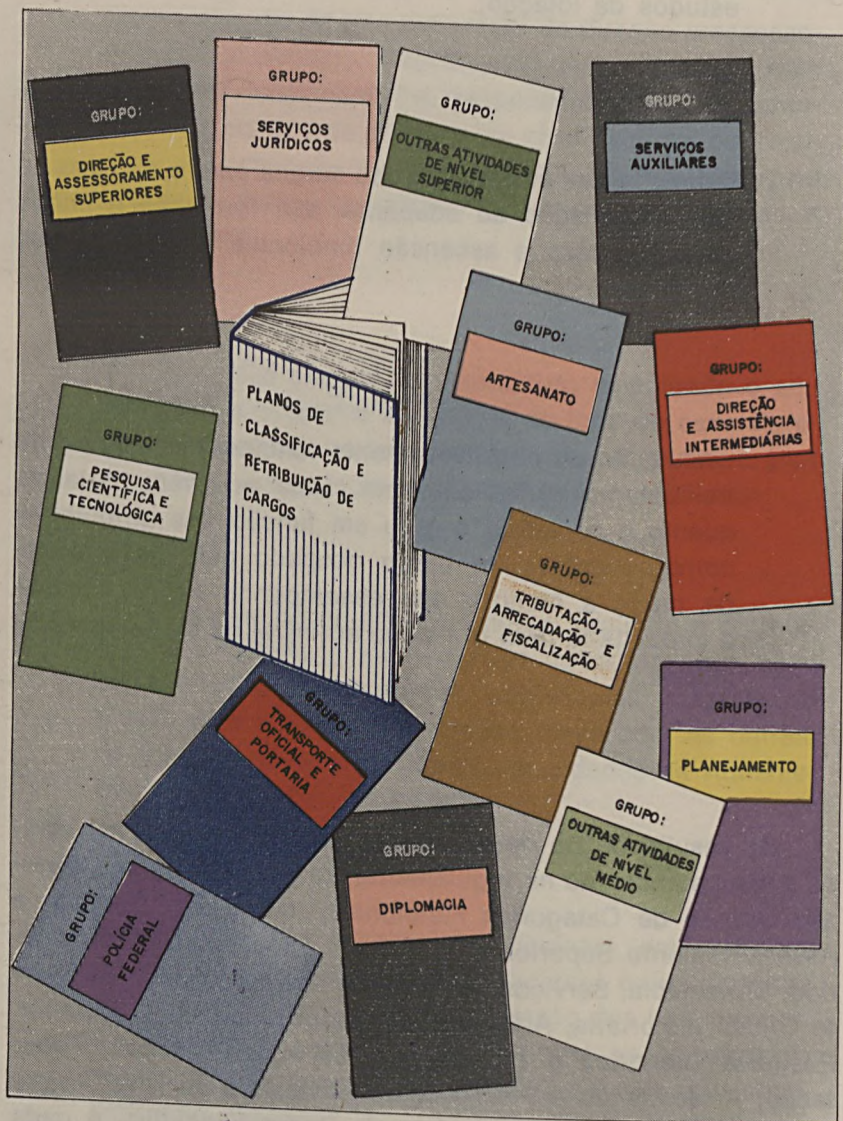 GRUPO:
DIREÇÃO E
ASSESSORAMENTO
SUPERIORES
GRUPO:
SERVIÇOS
JURÍDICOS
GRUPO:
OUTRAS ATIVIDADES
DE NÍVEL
SUPERIOR
GRUPO:
SERVIÇOS
AUXILIARES
GRUPO:
ARTESANATO
GRUPO:
DIREÇÃO
E ASSISTÊNCIA
INTERMEDIÁRIAS
PLANOS DE
CLASSIFICAÇÃO E
RETRIBUIÇÃO DE
CARGOS
GRUPO:
PESQUISA
CIENTÍFICA E
TECNOLÓGICA
GRUPO:
TRIBUTAÇÃO,
ARRECADAÇÃO E
FISCALIZAÇÃO
GRUPO:
TRANSPORTE
OFICIAL E
PORTARIA
GRUPO:
PLANEJAMENTO
GRUPO:
OUTRAS ATIVIDADES
DE NÍVEL
MÉDIO
GRUPO:
DIPLOMACIA
GRUPO:
POLÍCIA
FEDERAL